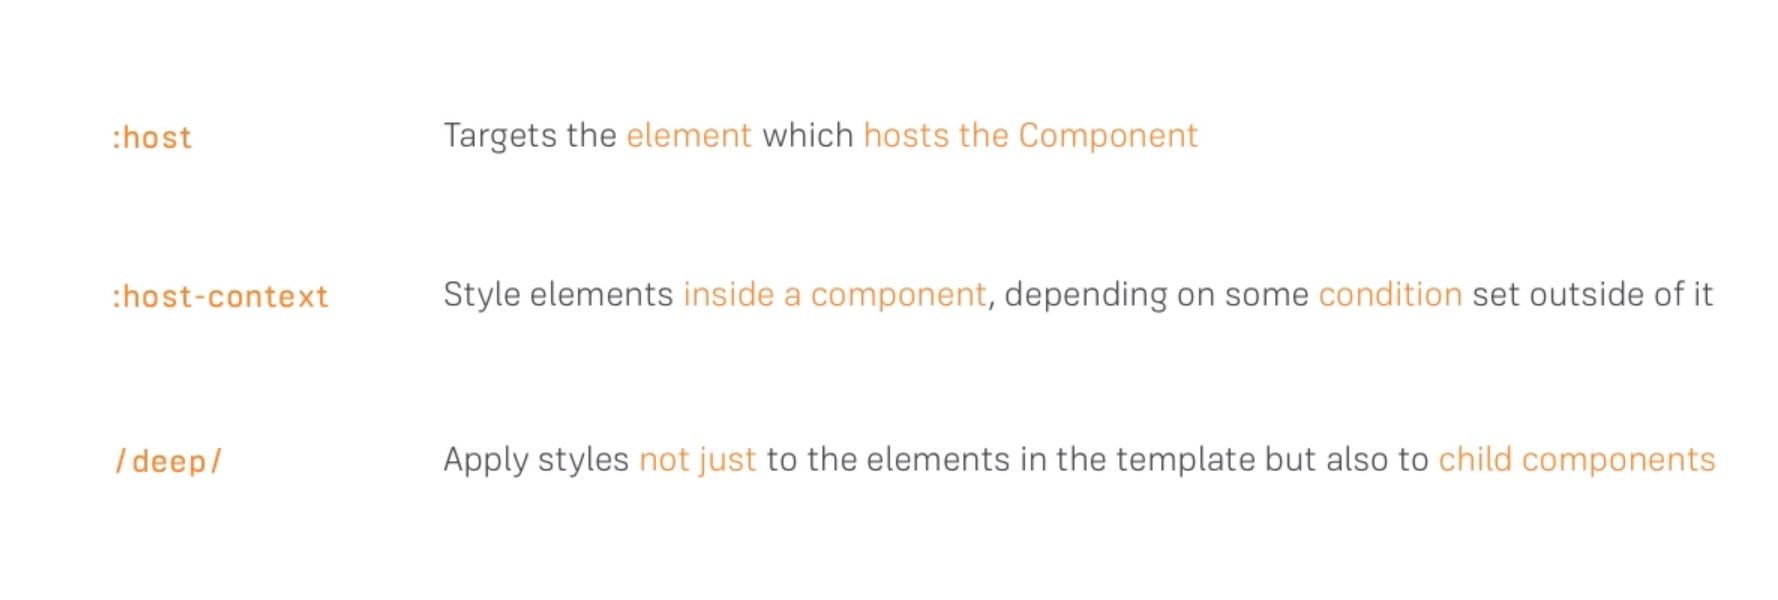 :host Targets the element which hosts the Component
:host-context Style elements inside a component, depending on some condition set outside of it
/deep/ Apply styles not just to the elements in the template but also to child components